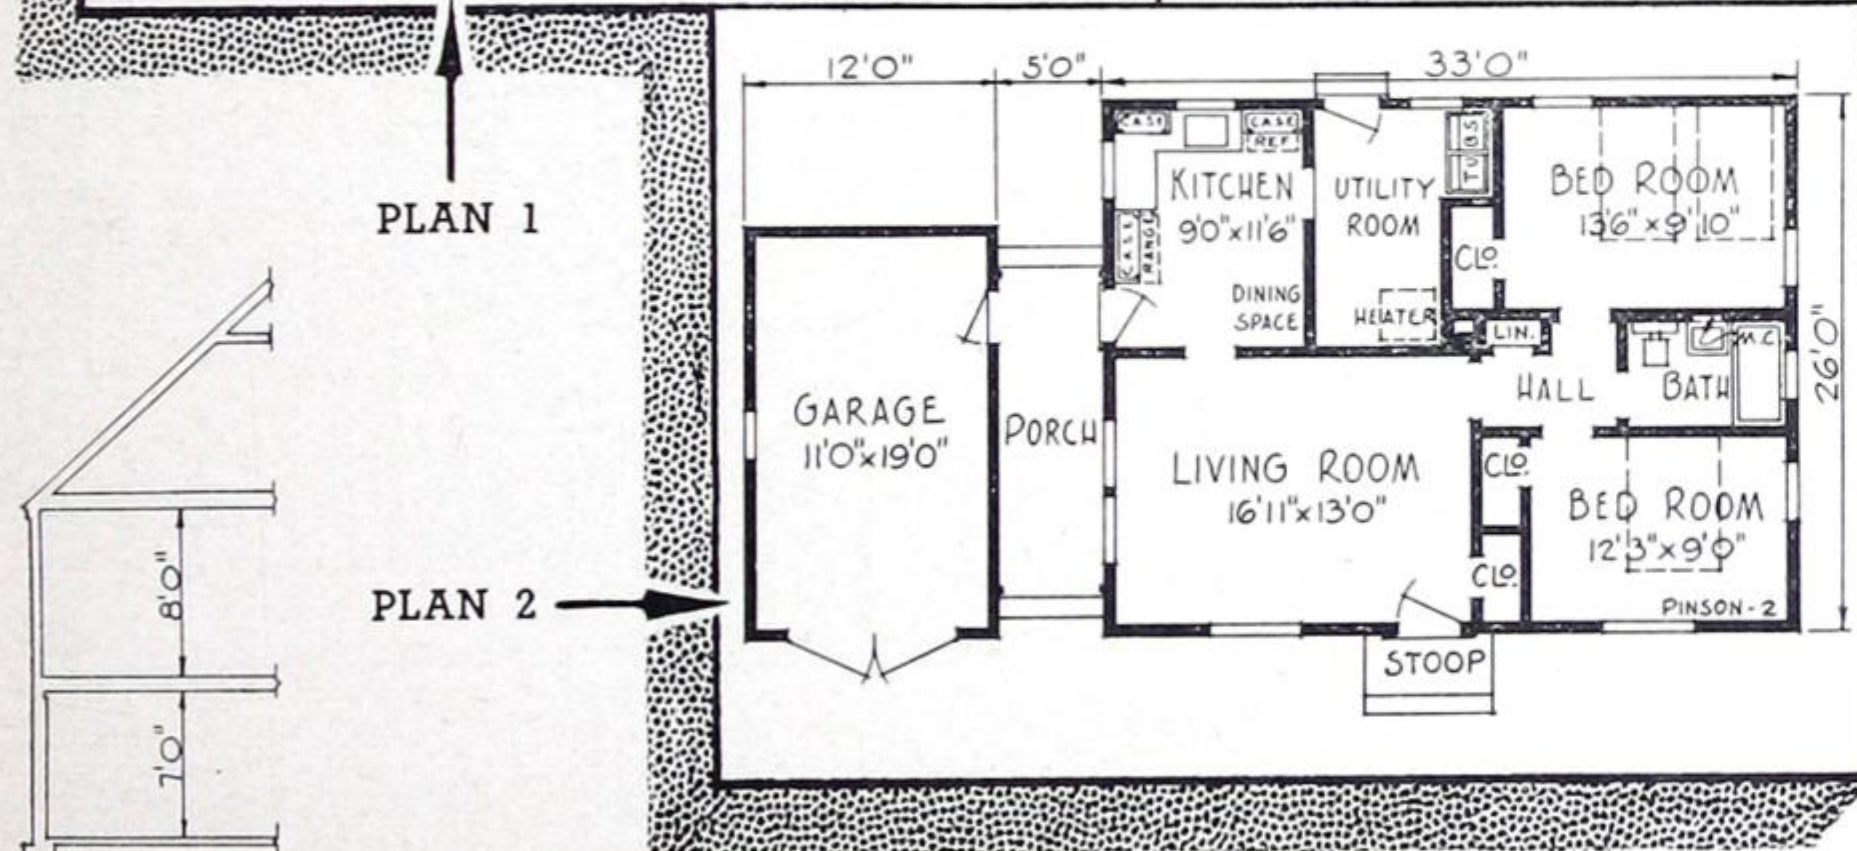 12'0" 5'0" 33'0"
PLAN 1
CASE
CASE
REF.
TUBS
KITCHEN
9'0"x11'6"
CASE
RANGE
DINING
SPACE
UTILITY
ROOM
HEATER
BED ROOM
13'6"x9'10"
CLO.
LIN.
M.C.
HALL
BATH
26'0"
GARAGE
11'0"x19'0"
PORCH
LIVING ROOM
16'11"x13'0"
CLO.
CLO.
BED ROOM
12'3"x9'0"
PINSON-2
STOOP
PLAN 2
8'0"
7'0"